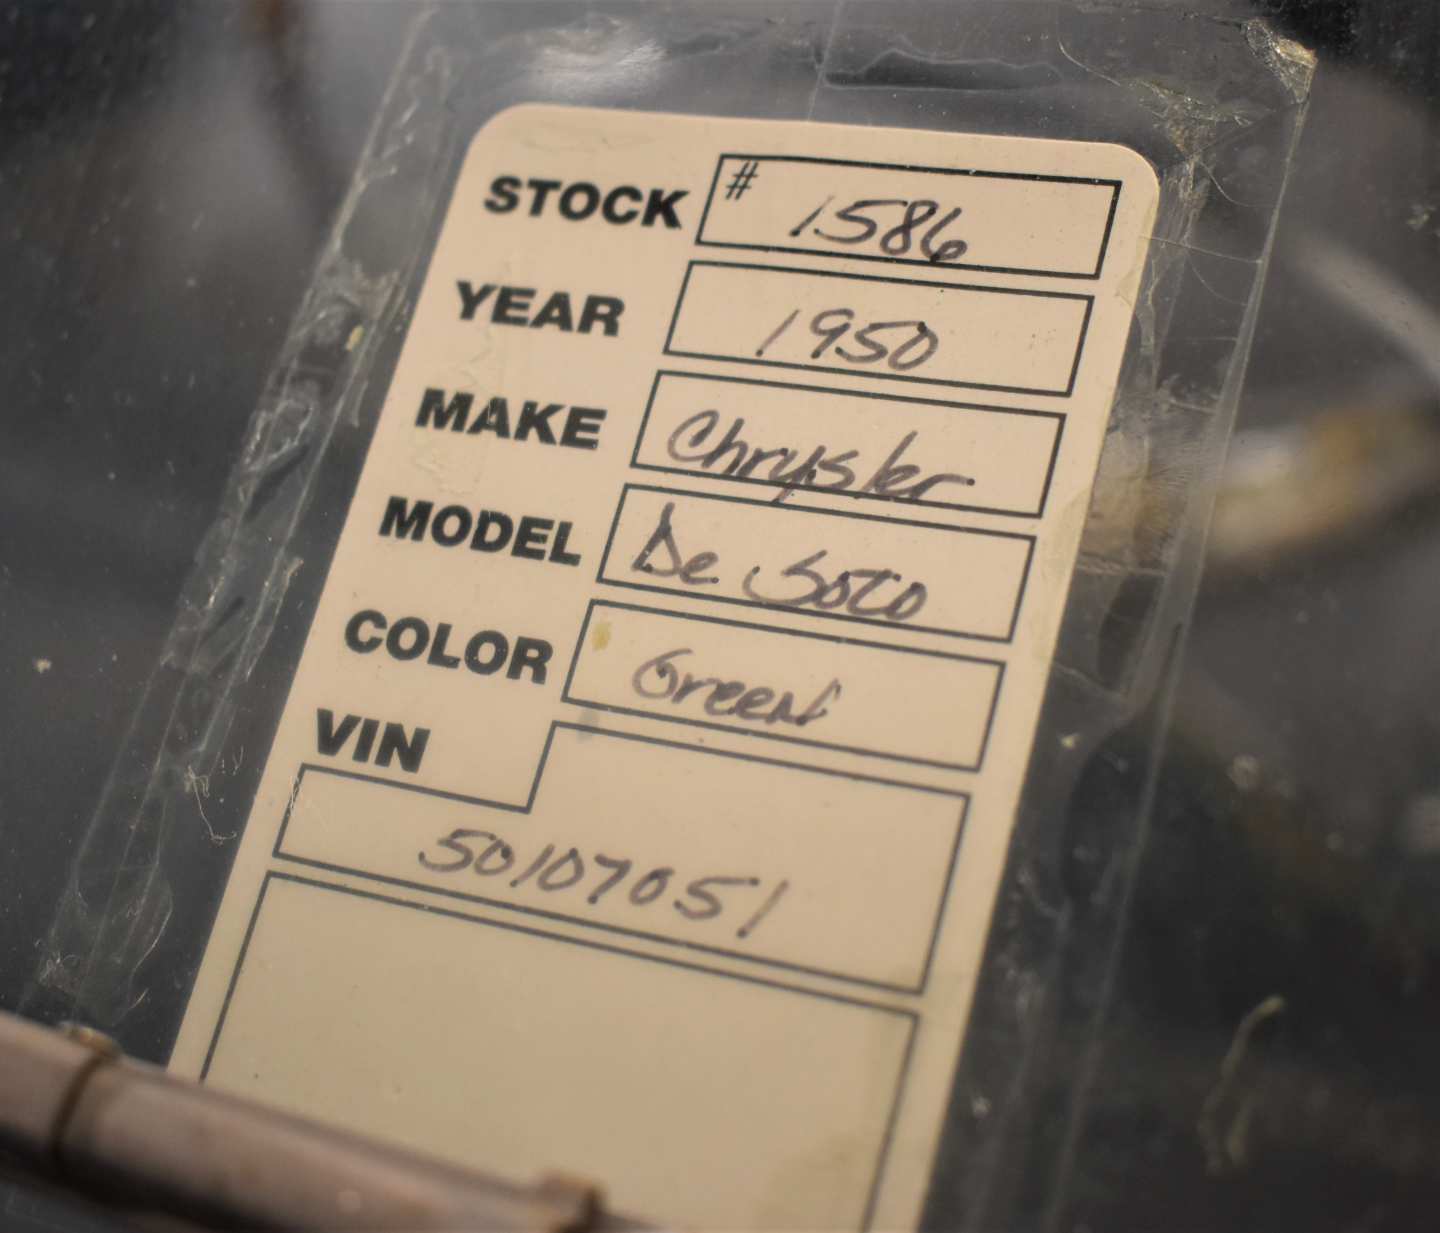 STOCK # 1586
YEAR 1950
MAKE Chrysler
MODEL De Soto
COLOR Green
VIN
50107051